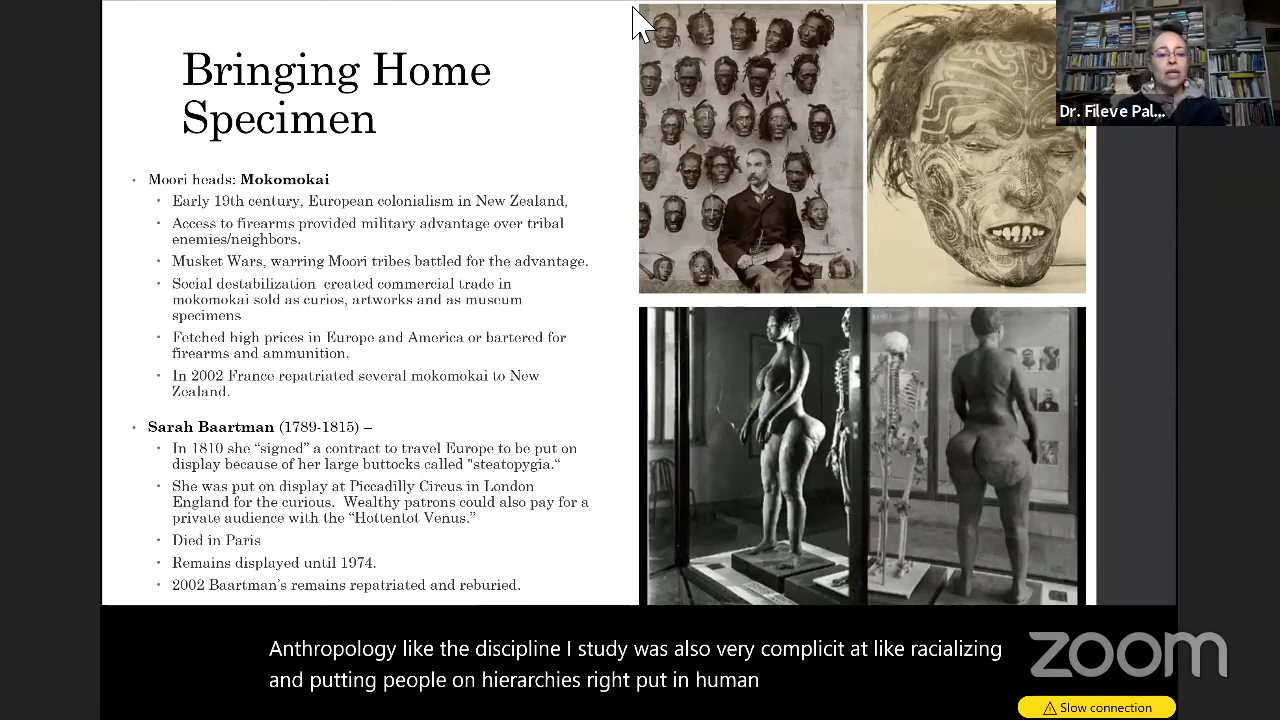 Bringing Home
Specimen
Dr. Fileve Pal...
• Moori heads: Mokomokai
• Early 19th century, European colonialism in New Zealand,
• Access to firearms provided military advantage over tribal
enemies/neighbors.
• Musket Wars, warring Moori tribes battled for the advantage.
• Social destabilization created commercial trade in
mokomokai sold as curios, artworks and as museum
specimens
• Fetched high prices in Europe and America or bartered for
firearms and ammunition.
• In 2002 France repatriated several mokomokai to New
Zealand.
• Sarah Baartman (1789-1815) –
• In 1810 she “signed” a contract to travel Europe to be put on
display because of her large buttocks called "steatopygia.“
• She was put on display at Piccadilly Circus in London
England for the curious. Wealthy patrons could also pay for a
private audience with the “Hottentot Venus.”
• Died in Paris
• Remains displayed until 1974.
• 2002 Baartman’s remains repatriated and reburied.
Anthropology like the discipline I study was also very complicit at like racializing
and putting people on hierarchies right put in human
zoom
Slow connection